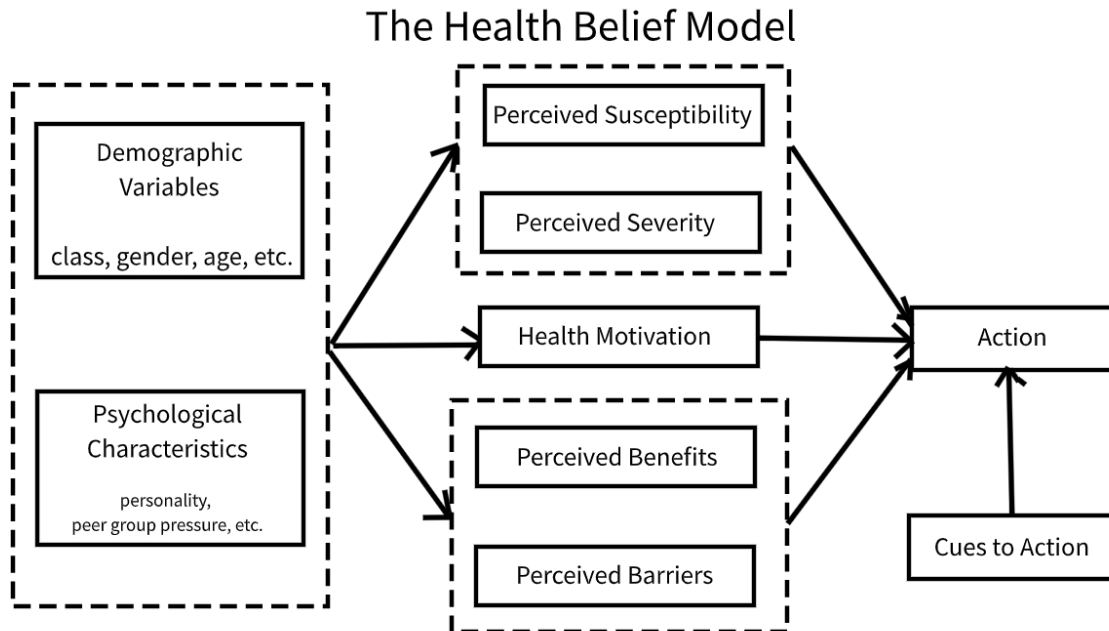 The Health Belief Model
Demographic
Variables
class, gender, age, etc.
Psychological
Characteristics
personality,
peer group pressure, etc.
Perceived Susceptibility
Perceived Severity
Health Motivation
Perceived Benefits
Perceived Barriers
Action
Cues to Action